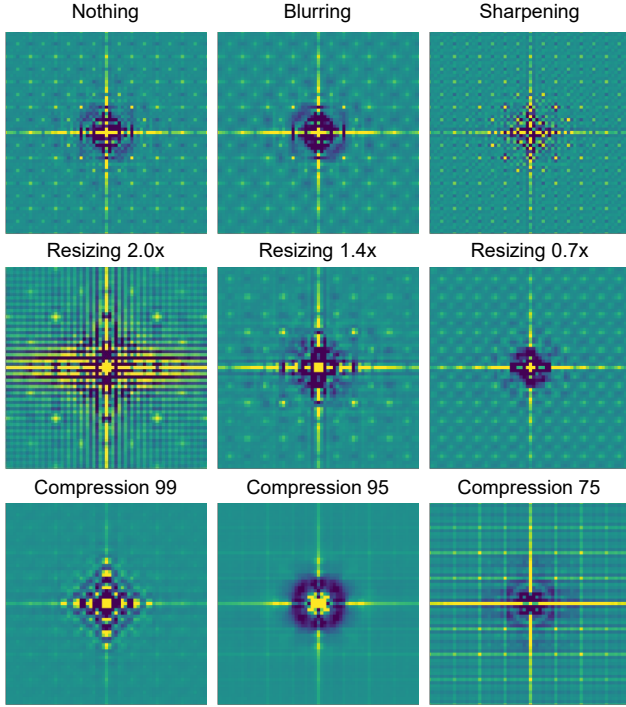 Nothing Blurring Sharpening
Resizing 2.0x Resizing 1.4x Resizing 0.7x
Compression 99 Compression 95 Compression 75